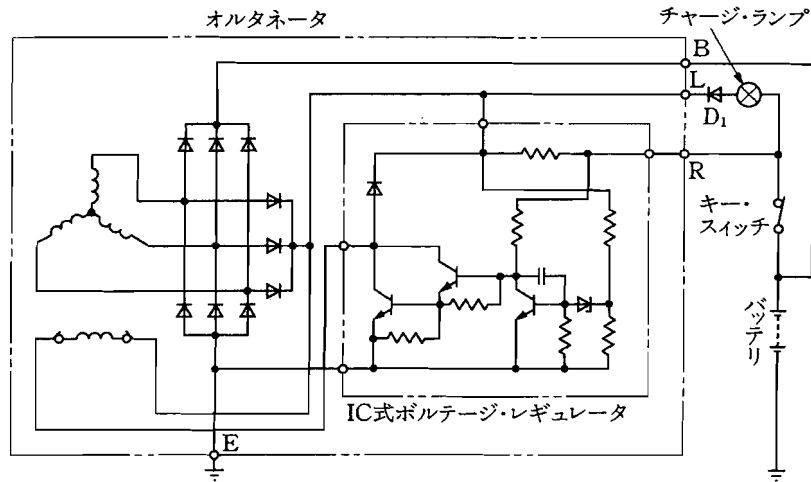 オルタネータ
チャージ・ランプ
B
L
D1
R
キー・
スイッチ
バッテリ
IC式ボルテージ・レギュレータ
E